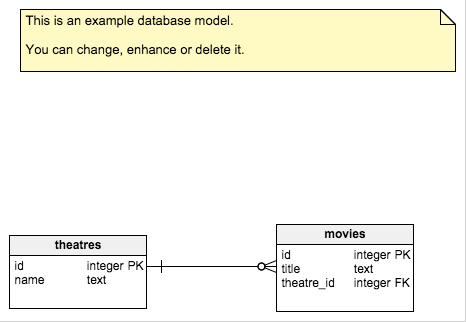 This is an example database model.
You can change, enhance or delete it.
theatres
id integer PK
name text
movies
id integer PK
title text
theatre_id integer FK